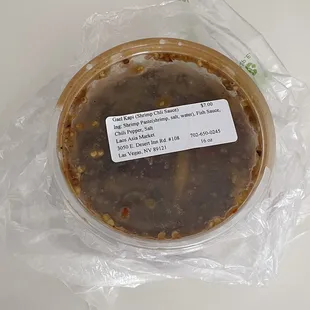 Gael Kapi (Shrimp Chili Sauce) $7.00
Ing: Shrimp Paste(shrimp, salt, water), Fish Sauce,
Chili Pepper, Salt
Laos Asia Market
3050 E. Desert Inn Rd. #108 702-650-0245
Las Vegas, NV 89121 16 oz